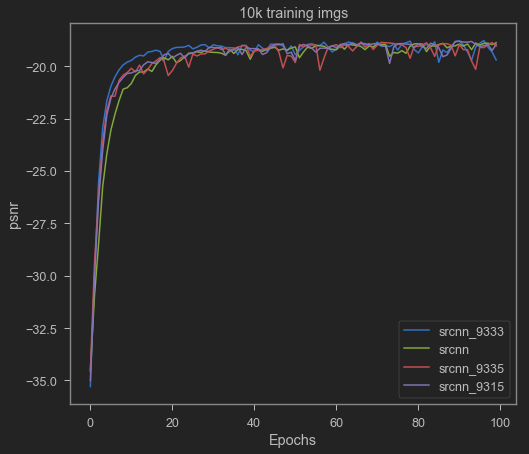 10k training imgs
psnr
−20.0
−22.5
−25.0
−27.5
−30.0
−32.5
−35.0
0 20 40 60 80 100
Epochs
srcnn_9333
srcnn
srcnn_9335
srcnn_9315